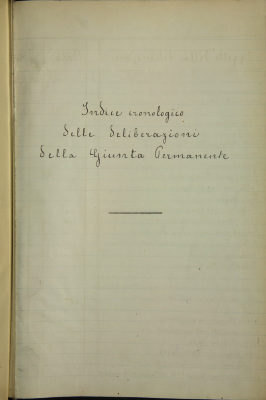 Indice cronologico
delle deliberazioni
della Giunta Permanente